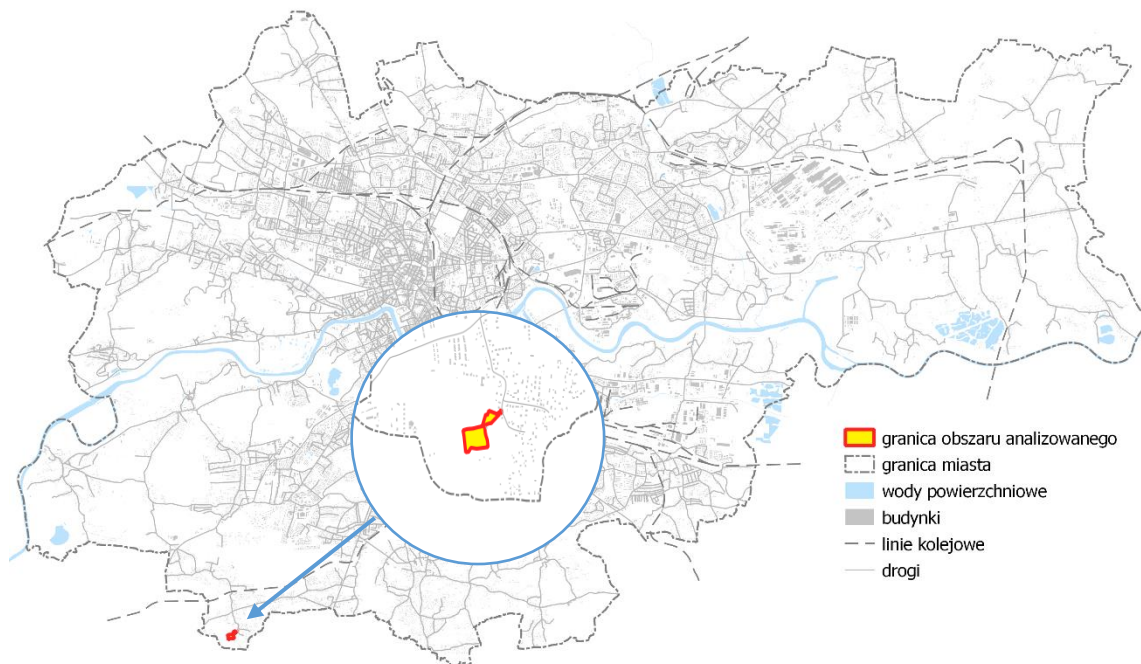 granica obszaru analizowanego
granica miasta
wody powierzchniowe
budynki
linie kolejowe
drogi